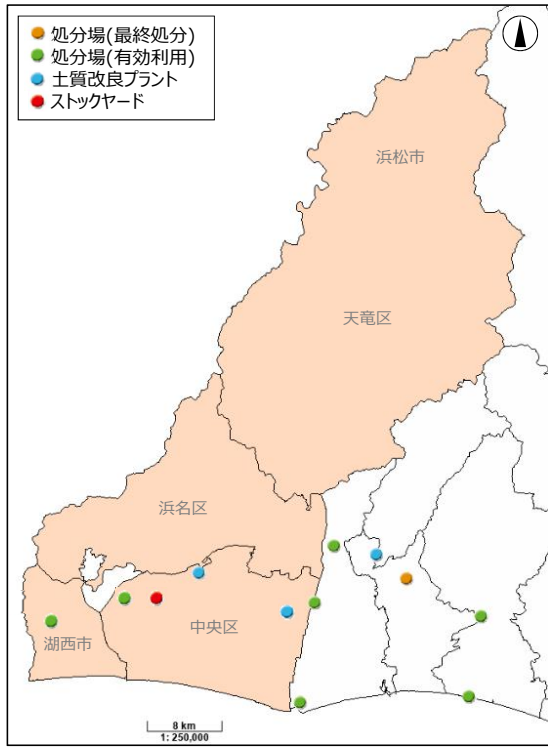 処分場(最終処分)
処分場(有効利用)
土質改良プラント
ストックヤード
浜松市
天竜区
浜名区
中央区
湖西市
8 km
1: 250,000